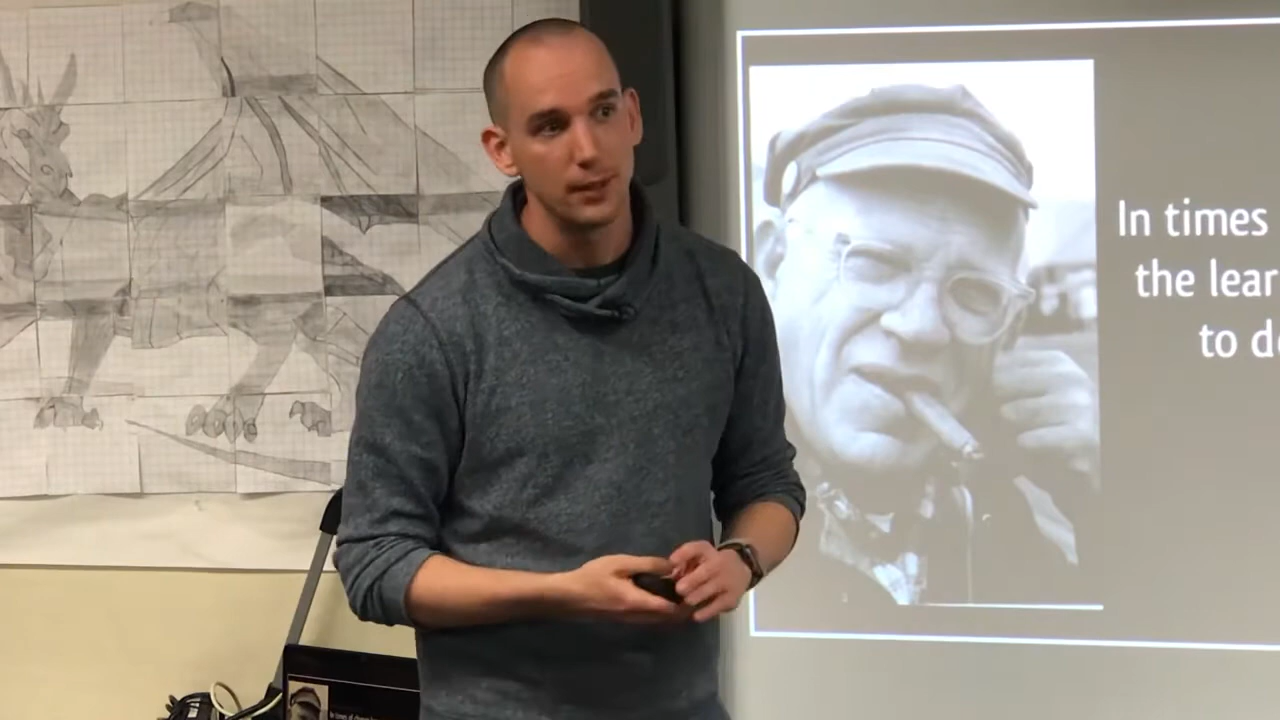 In times
the lear
to d